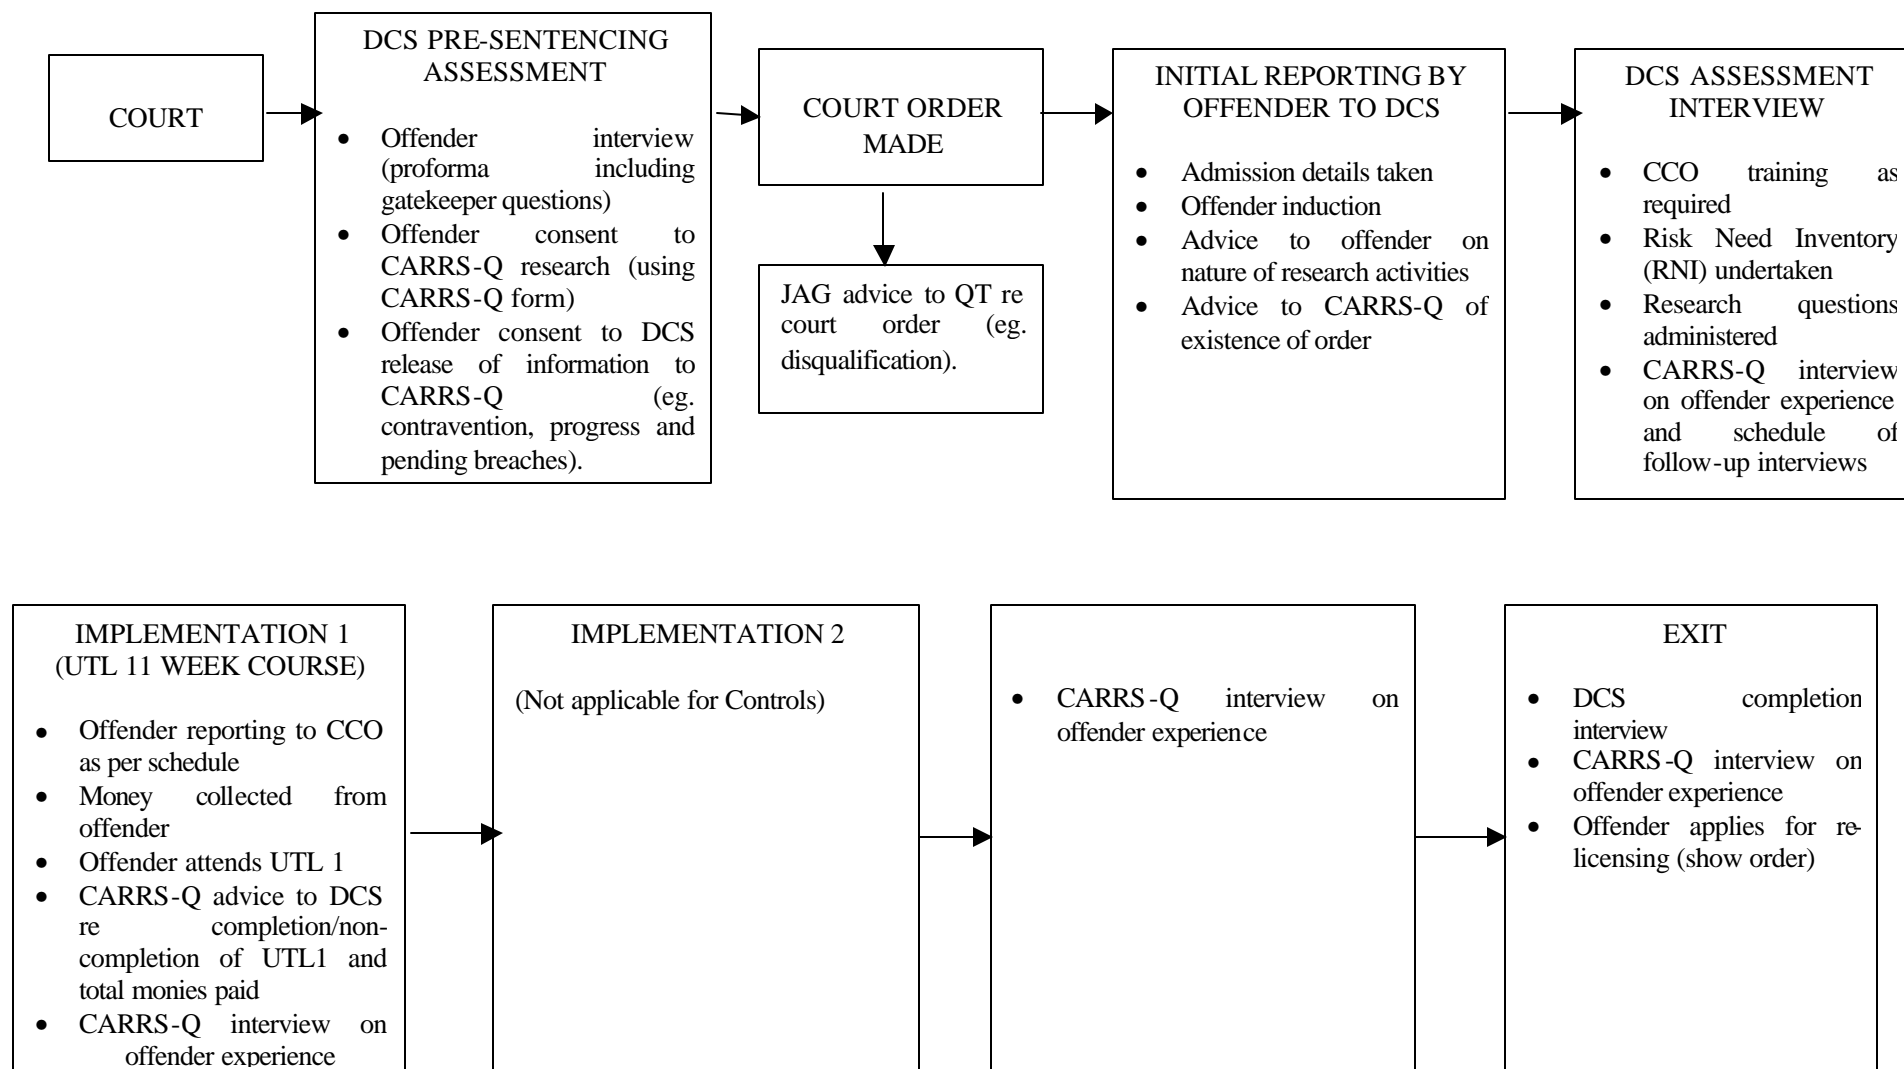 COURT
DCS PRE-SENTENCING
ASSESSMENT
• Offender interview
(proforma including
gatekeeper questions)
• Offender consent to
CARRS-Q research (using
CARRS-Q form)
• Offender consent to DCS
release of information to
CARRS-Q (eg.
contravention, progress and
pending breaches).
COURT ORDER
MADE
JAG advice to QT re
court order (eg.
disqualification).
INITIAL REPORTING BY
OFFENDER TO DCS
• Admission details taken
• Offender induction
• Advice to offender on
nature of research activities
• Advice to CARRS-Q of
existence of order
DCS ASSESSMENT
INTERVIEW
• CCO training as
required
• Risk Need Inventory
(RNI) undertaken
• Research questions
administered
• CARRS-Q interview
on offender experience
and schedule of
follow-up interviews
IMPLEMENTATION 1
(UTL 11 WEEK COURSE)
• Offender reporting to CCO
as per schedule
• Money collected from
offender
• Offender attends UTL 1
• CARRS-Q advice to DCS
re completion/non-
completion of UTL1 and
total monies paid
• CARRS-Q interview on
offender experience
IMPLEMENTATION 2
(Not applicable for Controls)
• CARRS-Q interview on
offender experience
EXIT
• DCS completion
interview
• CARRS-Q interview on
offender experience
• Offender applies for re-
licensing (show order)